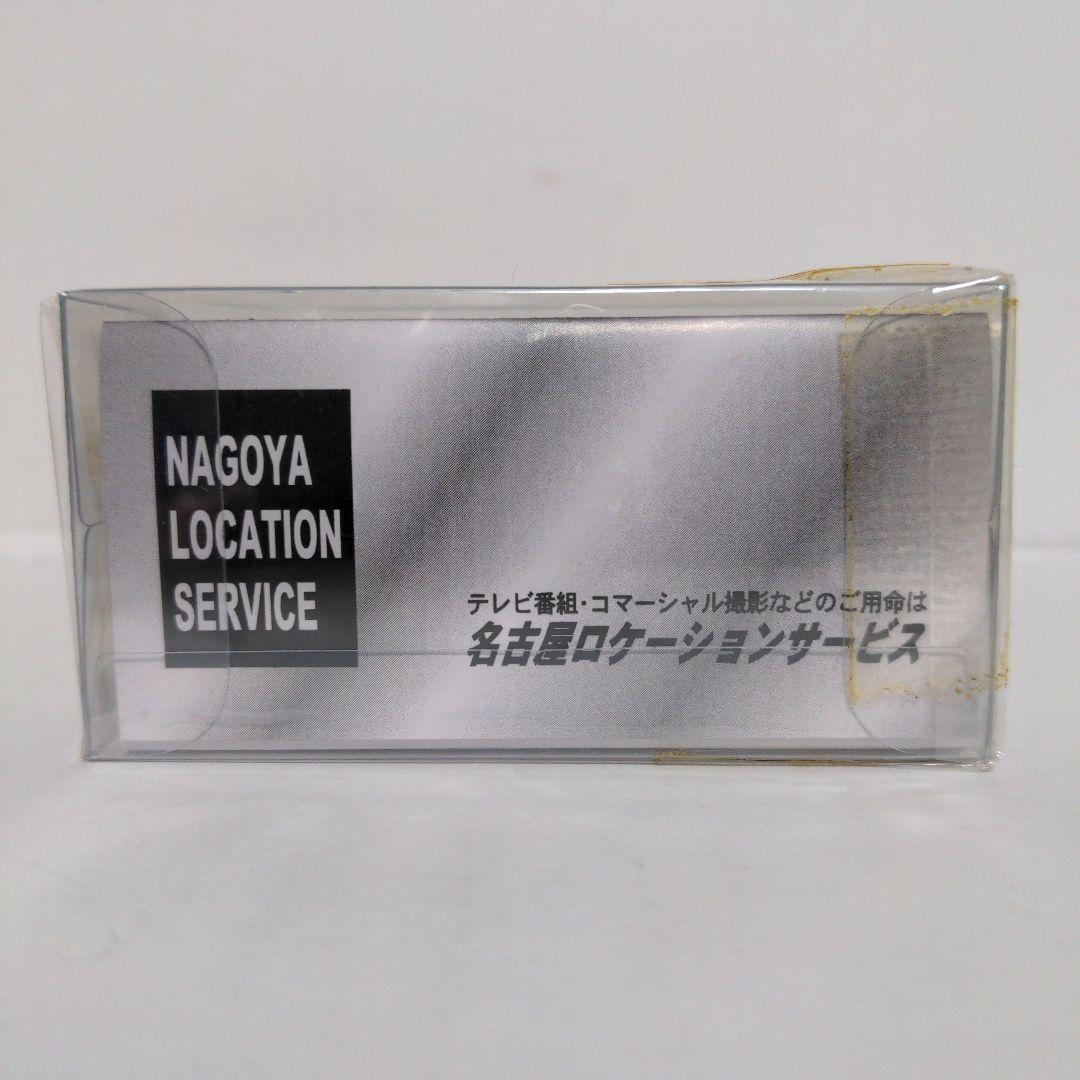 NAGOYA
LOCATION
SERVICE
テレビ番組・コマーシャル撮影などのご用命は
名古屋ロケーションサービス